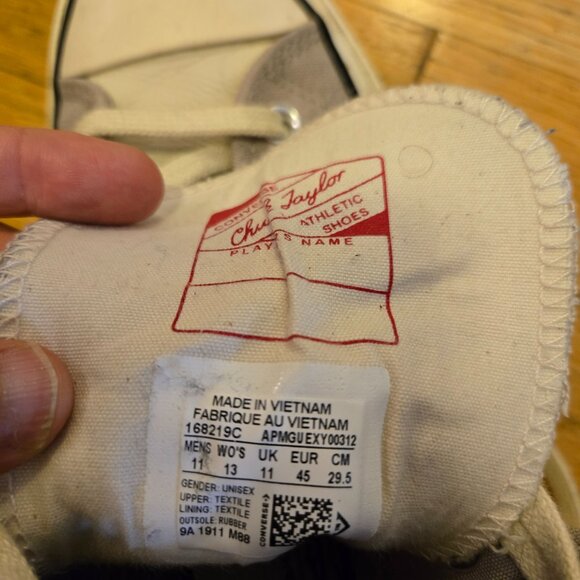 CONVERSE
Chuck Taylor
ATHLETIC
SHOES
PLAYER'S NAME
MADE IN VIETNAM
FABRIQUE AU VIETNAM
168219C APMGUEXY00312
MENS WO'S UK EUR CM
11 13 11 45 29.5
GENDER: UNISEX
UPPER: TEXTILE
LINING: TEXTILE
OUTSOLE: RUBBER
9A 1911 M88
CONVERSE